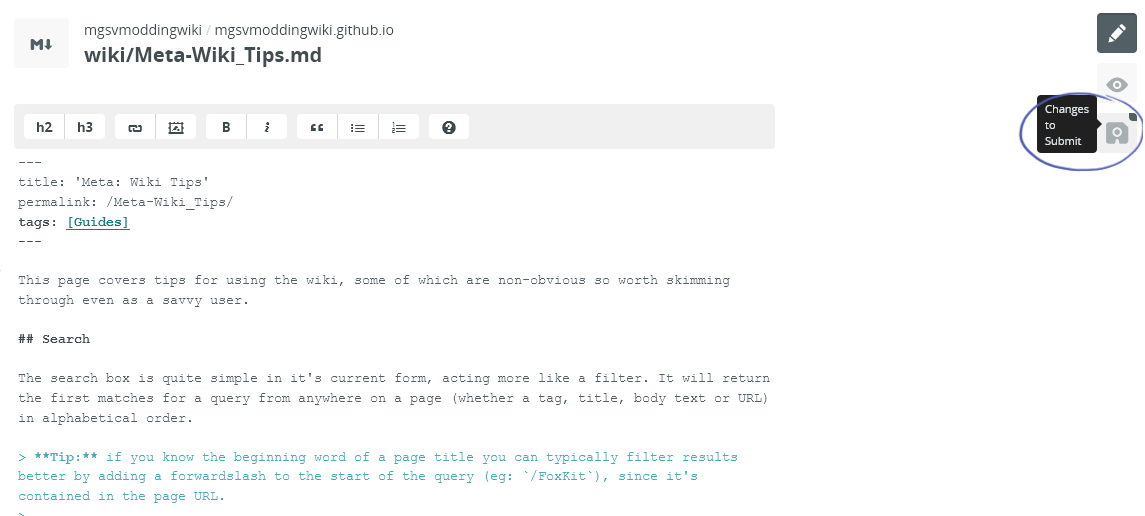 M↓
mgsvmoddingwiki / mgsvmoddingwiki.github.io
wiki/Meta-Wiki_Tips.md
Changes
to
Submit
h2 h3 B i “ ?
---
title: 'Meta: Wiki Tips'
permalink: /Meta-Wiki_Tips/
tags: [Guides]
---
This page covers tips for using the wiki, some of which are non-obvious so worth skimming
through even as a savvy user.
## Search
The search box is quite simple in it's current form, acting more like a filter. It will return
the first matches for a query from anywhere on a page (whether a tag, title, body text or URL)
in alphabetical order.
> **Tip:** if you know the beginning word of a page title you can typically filter results
better by adding a forwardslash to the start of the query (eg: `/FoxKit`), since it's
contained in the page URL.
>